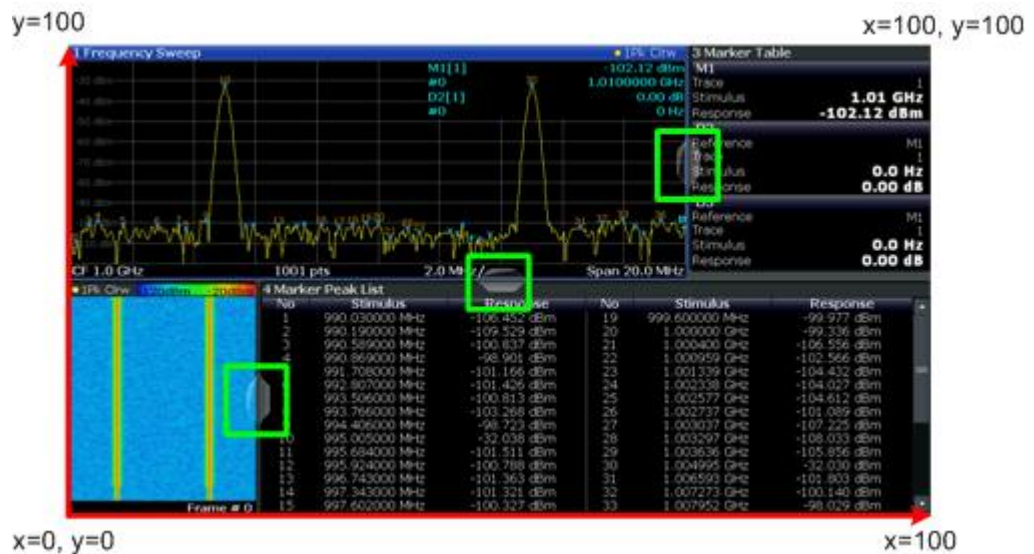 y=100
x=100, y=100
1 Frequency Sweep
1Pk Clrw
M1[1] -102.12 dBm
1.0100000 GHz
D2[1] 0.00 dB
0 Hz
CF 1.0 GHz 1001 pts 2.0 MHz/ Span 20.0 MHz
3 Marker Table
M1
Trace 1
Stimulus 1.01 GHz
Response -102.12 dBm
Reference M1
1
0.0 Hz
Response 0.00 dB
D3
Reference M1
Trace 1
Stimulus 0.0 Hz
Response 0.00 dB
1Pk Clrw
Frame # 0
4 Marker Peak List
No Stimulus Response No Stimulus Response
1 990.030000 MHz -106.452 dBm 19 999.600000 MHz -99.977 dBm
2 990.190000 MHz -109.529 dBm 20 1.000000 GHz -99.336 dBm
3 990.589000 MHz -100.837 dBm 21 1.000400 GHz -106.556 dBm
4 990.869000 MHz -98.901 dBm 22 1.000959 GHz -102.566 dBm
991.708000 MHz -101.166 dBm 23 1.001339 GHz -104.432 dBm
992.807000 MHz -101.426 dBm 24 1.002338 GHz -104.027 dBm
993.506000 MHz -100.813 dBm 25 1.002577 GHz -104.612 dBm
993.766000 MHz -103.268 dBm 26 1.002737 GHz -101.089 dBm
994.406000 MHz -98.723 dBm 27 1.003037 GHz -107.225 dBm
10 995.005000 MHz -32.038 dBm 28 1.003297 GHz -108.033 dBm
11 995.684000 MHz -101.511 dBm 29 1.003636 GHz -105.856 dBm
12 995.924000 MHz -100.788 dBm 30 1.004995 GHz -32.030 dBm
13 996.743000 MHz -101.363 dBm 31 1.006593 GHz -101.803 dBm
14 997.343000 MHz -101.321 dBm 32 1.007273 GHz -100.140 dBm
15 997.602000 MHz -100.327 dBm 33 1.007952 GHz -98.029 dBm
x=0, y=0
x=100